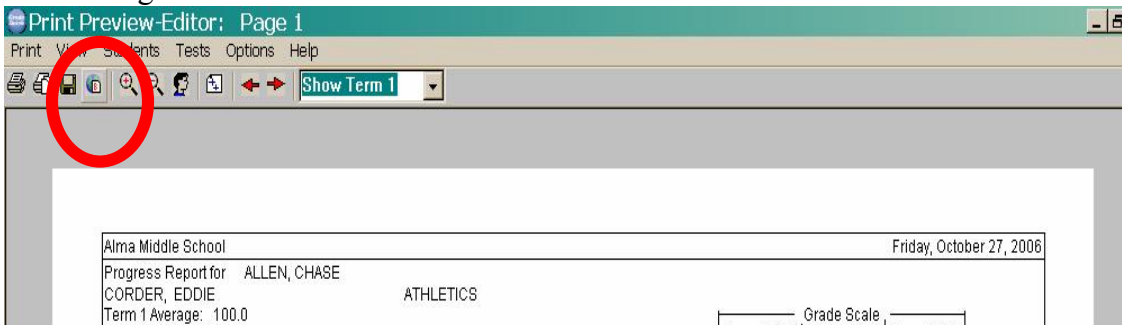 Print Preview-Editor: Page 1
Print View Students Tests Options Help
Show Term 1
Alma Middle School Friday, October 27, 2006
Progress Report for ALLEN, CHASE
CORDER, EDDIE ATHLETICS
Term 1 Average: 100.0 Grade Scale